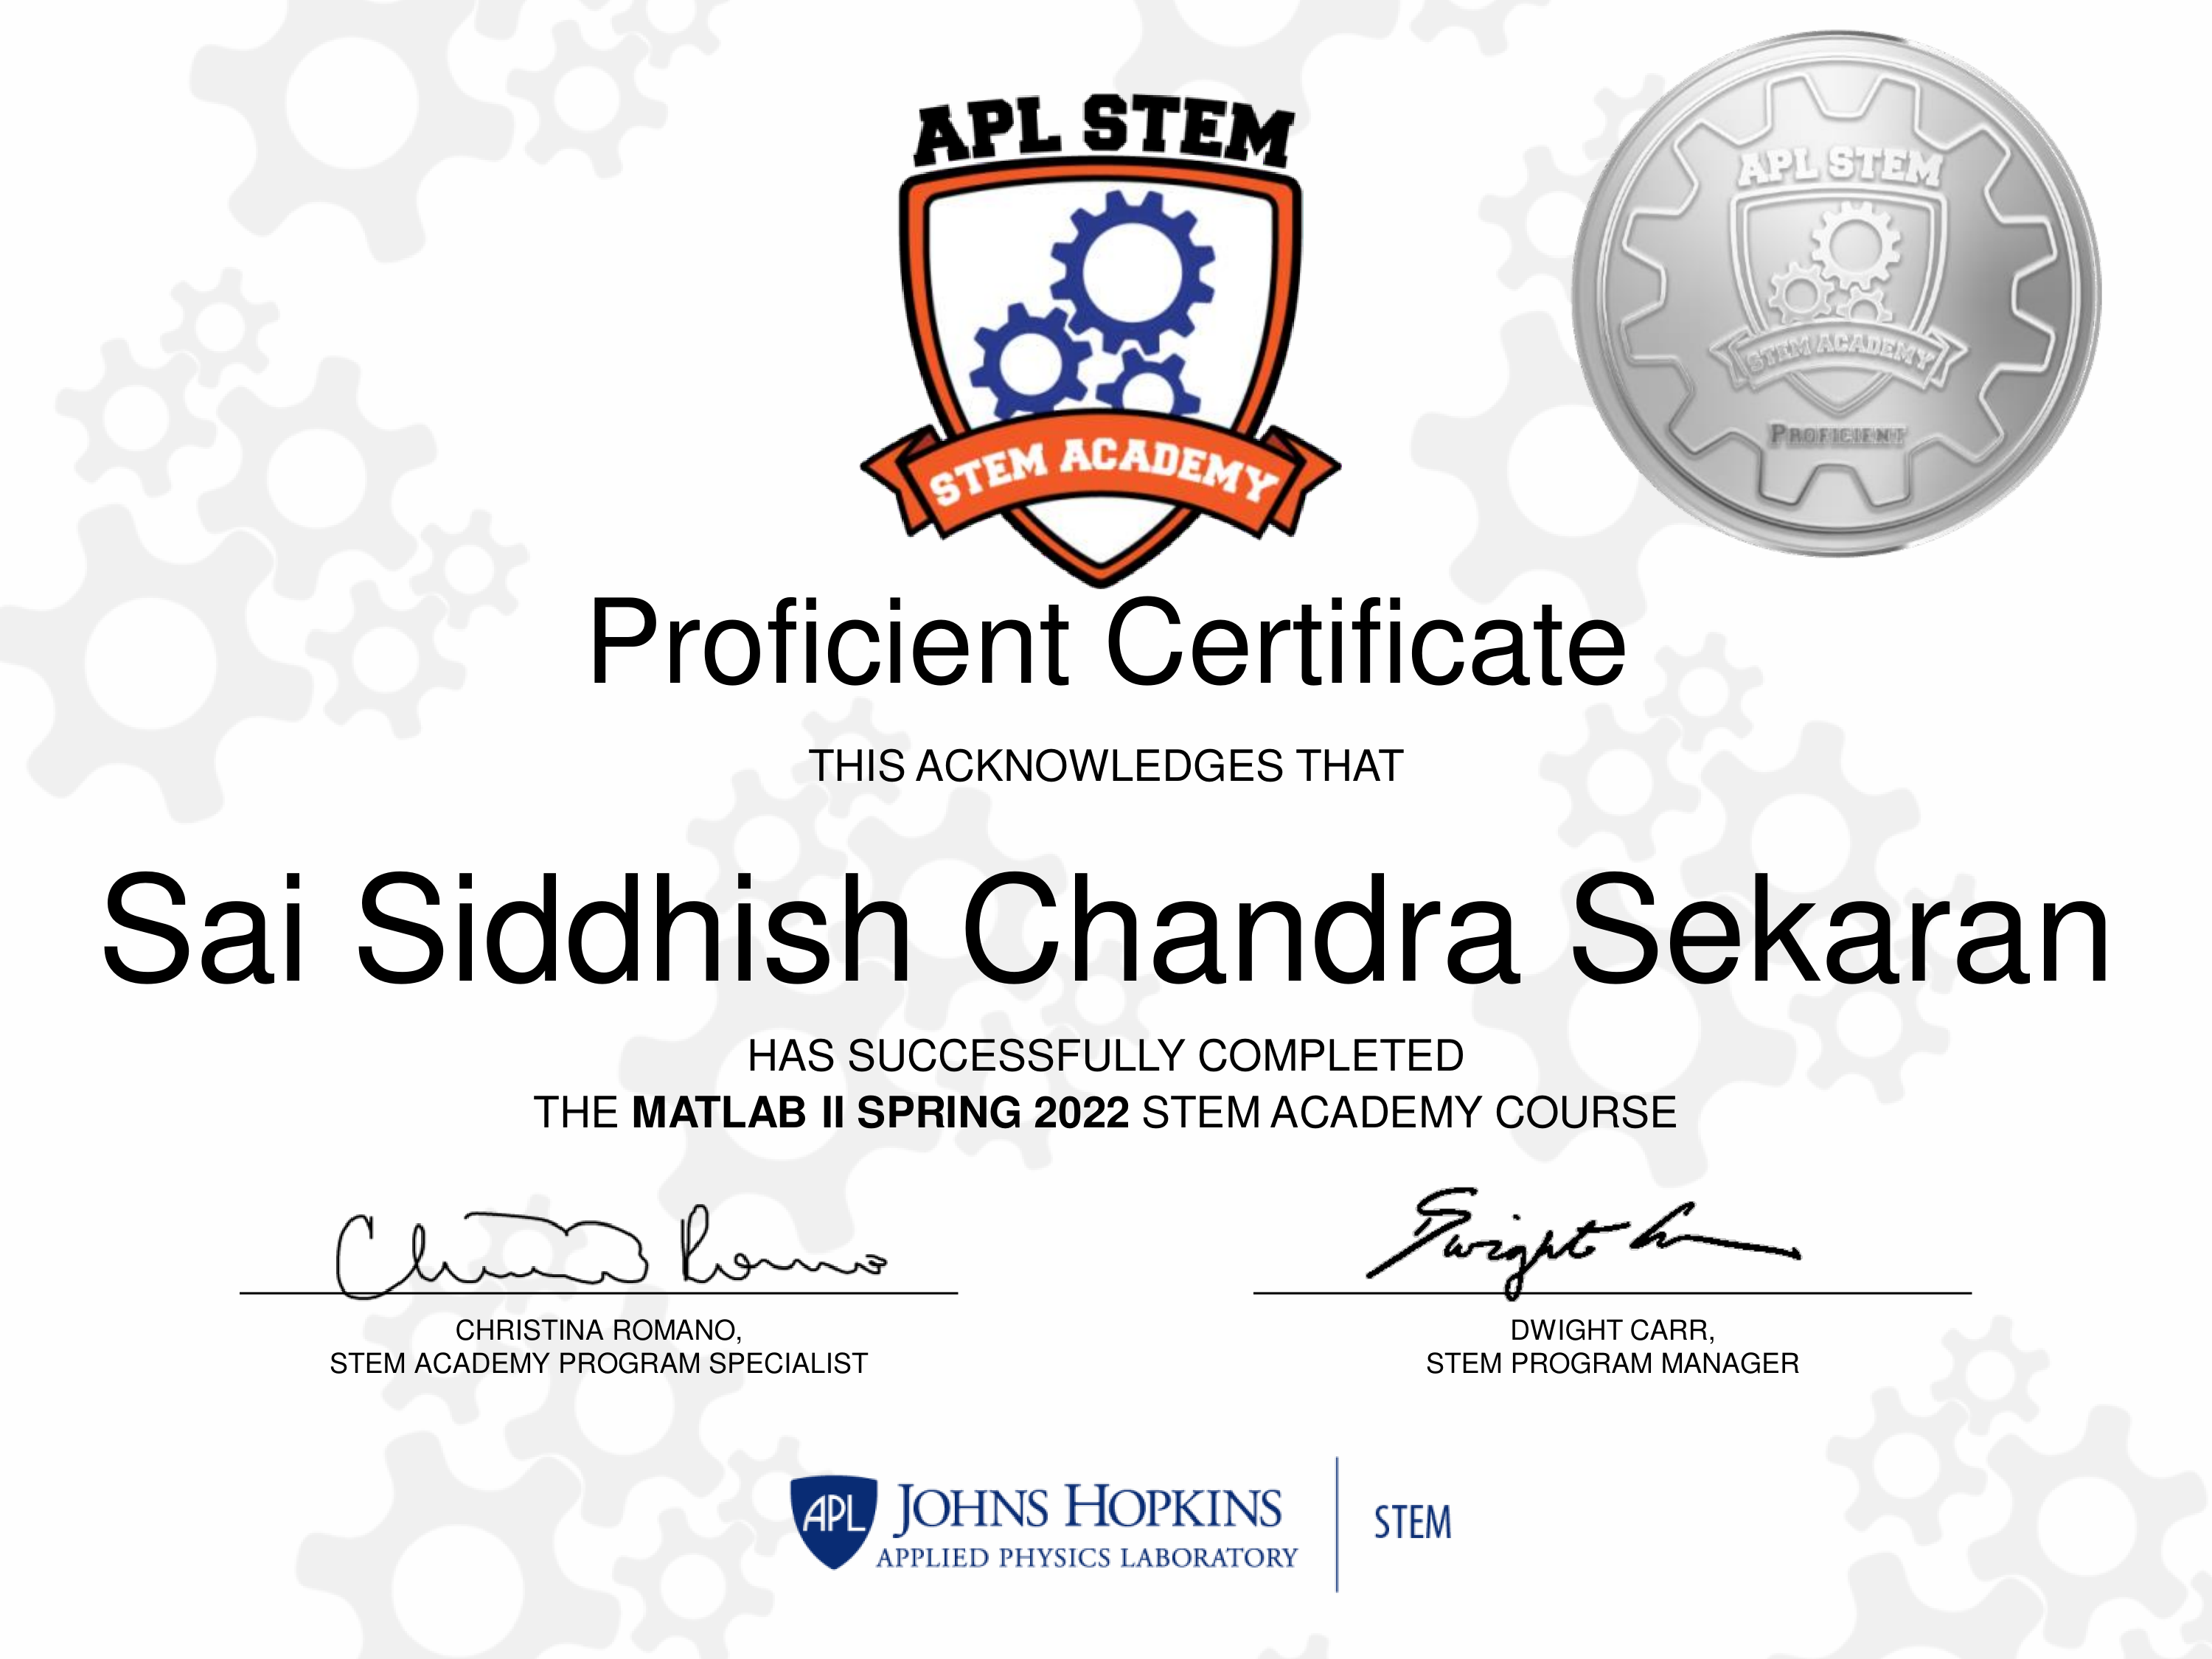 APL STEM
STEM ACADEMY
APL STEM
STEM ACADEMY
PROFICIENT
Proficient Certificate
THIS ACKNOWLEDGES THAT
Sai Siddhish Chandra Sekaran
HAS SUCCESSFULLY COMPLETED
THE MATLAB II SPRING 2022 STEM ACADEMY COURSE
Christina Romano
Dwight
CHRISTINA ROMANO,
STEM ACADEMY PROGRAM SPECIALIST
DWIGHT CARR,
STEM PROGRAM MANAGER
APL JOHNS HOPKINS
APPLIED PHYSICS LABORATORY
STEM